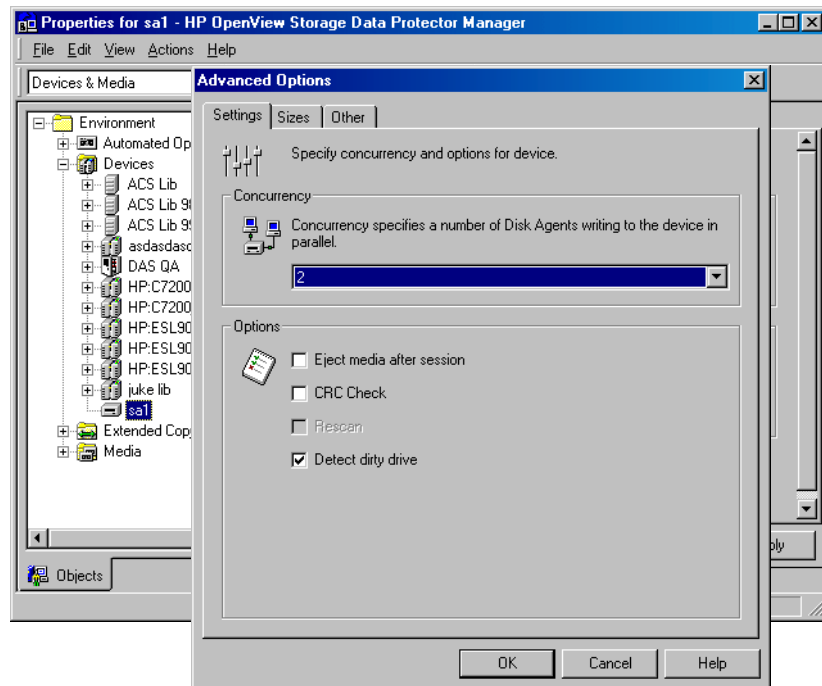 Properties for sa1 - HP OpenView Storage Data Protector Manager
File Edit View Actions Help
Devices & Media
Environment
Automated Op
Devices
ACS Lib
ACS Lib 98
ACS Lib 99
asdasdasd
DAS QA
HP:C7200
HP:C7200
HP:ESL90
HP:ESL90
HP:ESL90
juke lib
sa1
Extended Cop
Media
Objects
Advanced Options
Settings Sizes Other
Specify concurrency and options for device.
Concurrency
Concurrency specifies a number of Disk Agents writing to the device in
parallel.
2
Options
Eject media after session
CRC Check
Rescan
Detect dirty drive
OK Cancel Help
ply